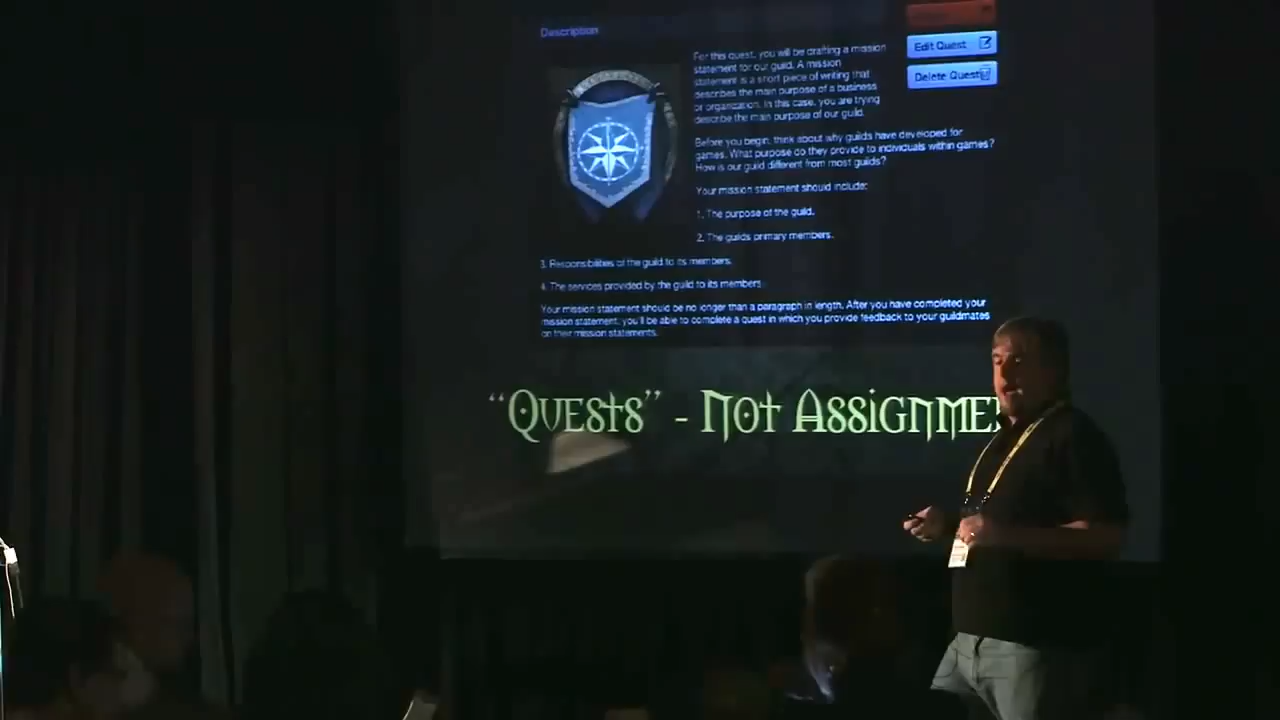 Description
Edit Quest
Delete Quest
For this quest, you will be drafting a mission
statement for our guild. A mission
statement is a short piece of writing that
describes the main purpose of a business
or organization. In this case, you are trying
describe the main purpose of our guild.
Before you begin, think about why guilds have developed for
games. What purpose do they provide to individuals within games?
How is our guild different from most guilds?
Your mission statement should include:
1. The purpose of the guild.
2. The guilds primary members.
3. Responsibilities of the guild to its members.
4. The services provided by the guild to its members
Your mission statement should be no longer than a paragraph in length. After you have completed your
mission statement, you'll be able to complete a quest in which you provide feedback to your guildmates
on their mission statements.
"Quests" - Not Assignme